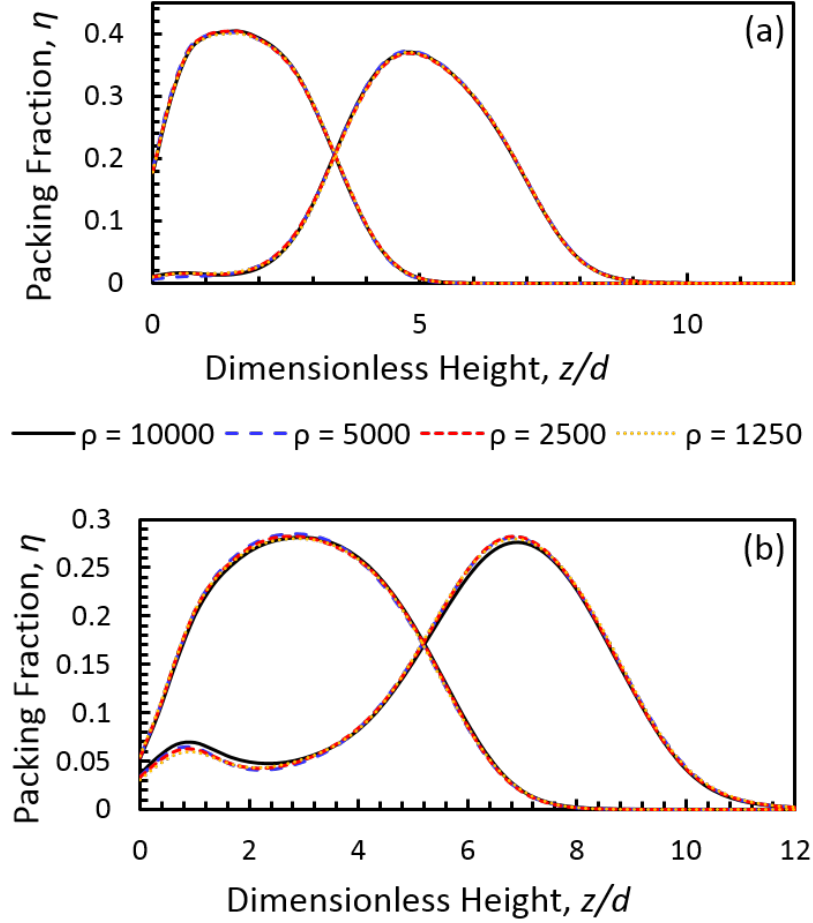 (a)
Packing Fraction, η
0.4
0.3
0.2
0.1
0
0 5 10
Dimensionless Height, z/d
ρ = 10000 ρ = 5000 ρ = 2500 ρ = 1250
(b)
Packing Fraction, η
0.3
0.25
0.2
0.15
0.1
0.05
0
0 2 4 6 8 10 12
Dimensionless Height, z/d